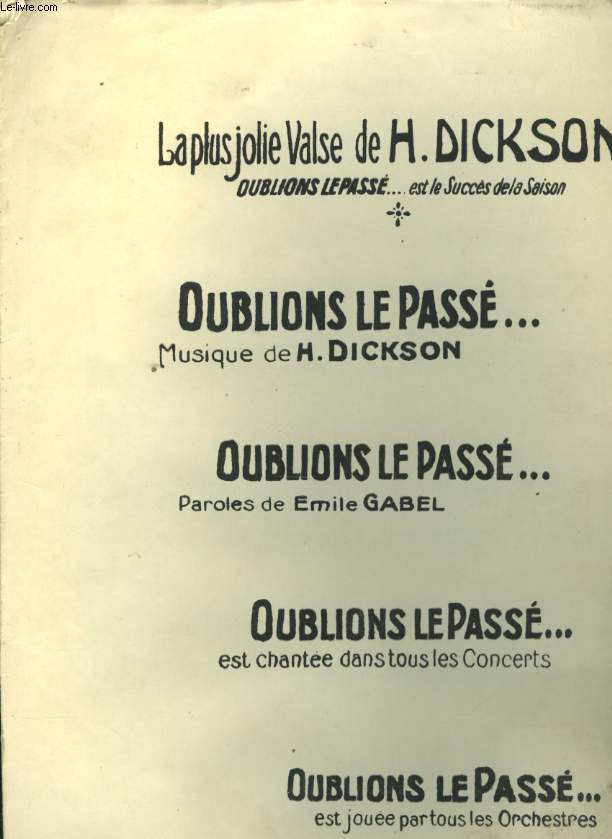 Le-livre.com
La plus jolie Valse de H. DICKSON
OUBLIONS LE PASSÉ.... est le Succès de la Saison
OUBLIONS LE PASSÉ...
Musique de H. DICKSON
OUBLIONS LE PASSÉ...
Paroles de Emile GABEL
OUBLIONS LE PASSÉ...
est chantée dans tous les Concerts
OUBLIONS LE PASSÉ...
est jouée par tous les Orchestres